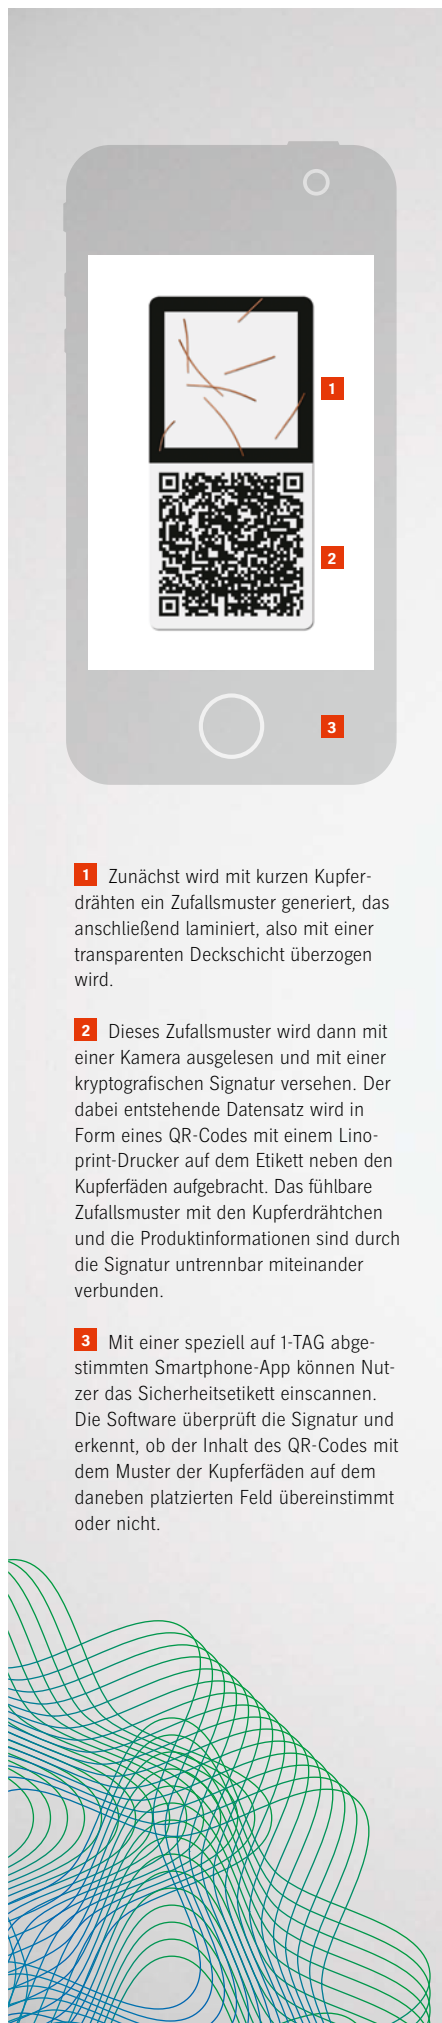 1
2
3
1 Zunächst wird mit kurzen Kupfer-
drähten ein Zufallsmuster generiert, das
anschließend laminiert, also mit einer
transparenten Deckschicht überzogen
wird.
2 Dieses Zufallsmuster wird dann mit
einer Kamera ausgelesen und mit einer
kryptografischen Signatur versehen. Der
dabei entstehende Datensatz wird in
Form eines QR-Codes mit einem Lino-
print-Drucker auf dem Etikett neben den
Kupferfäden aufgebracht. Das fühlbare
Zufallsmuster mit den Kupferdrähtchen
und die Produktinformationen sind durch
die Signatur untrennbar miteinander
verbunden.
3 Mit einer speziell auf 1-TAG abge-
stimmten Smartphone-App können Nut-
zer das Sicherheitsetikett einscannen.
Die Software überprüft die Signatur und
erkennt, ob der Inhalt des QR-Codes mit
dem Muster der Kupferfäden auf dem
daneben platzierten Feld übereinstimmt
oder nicht.